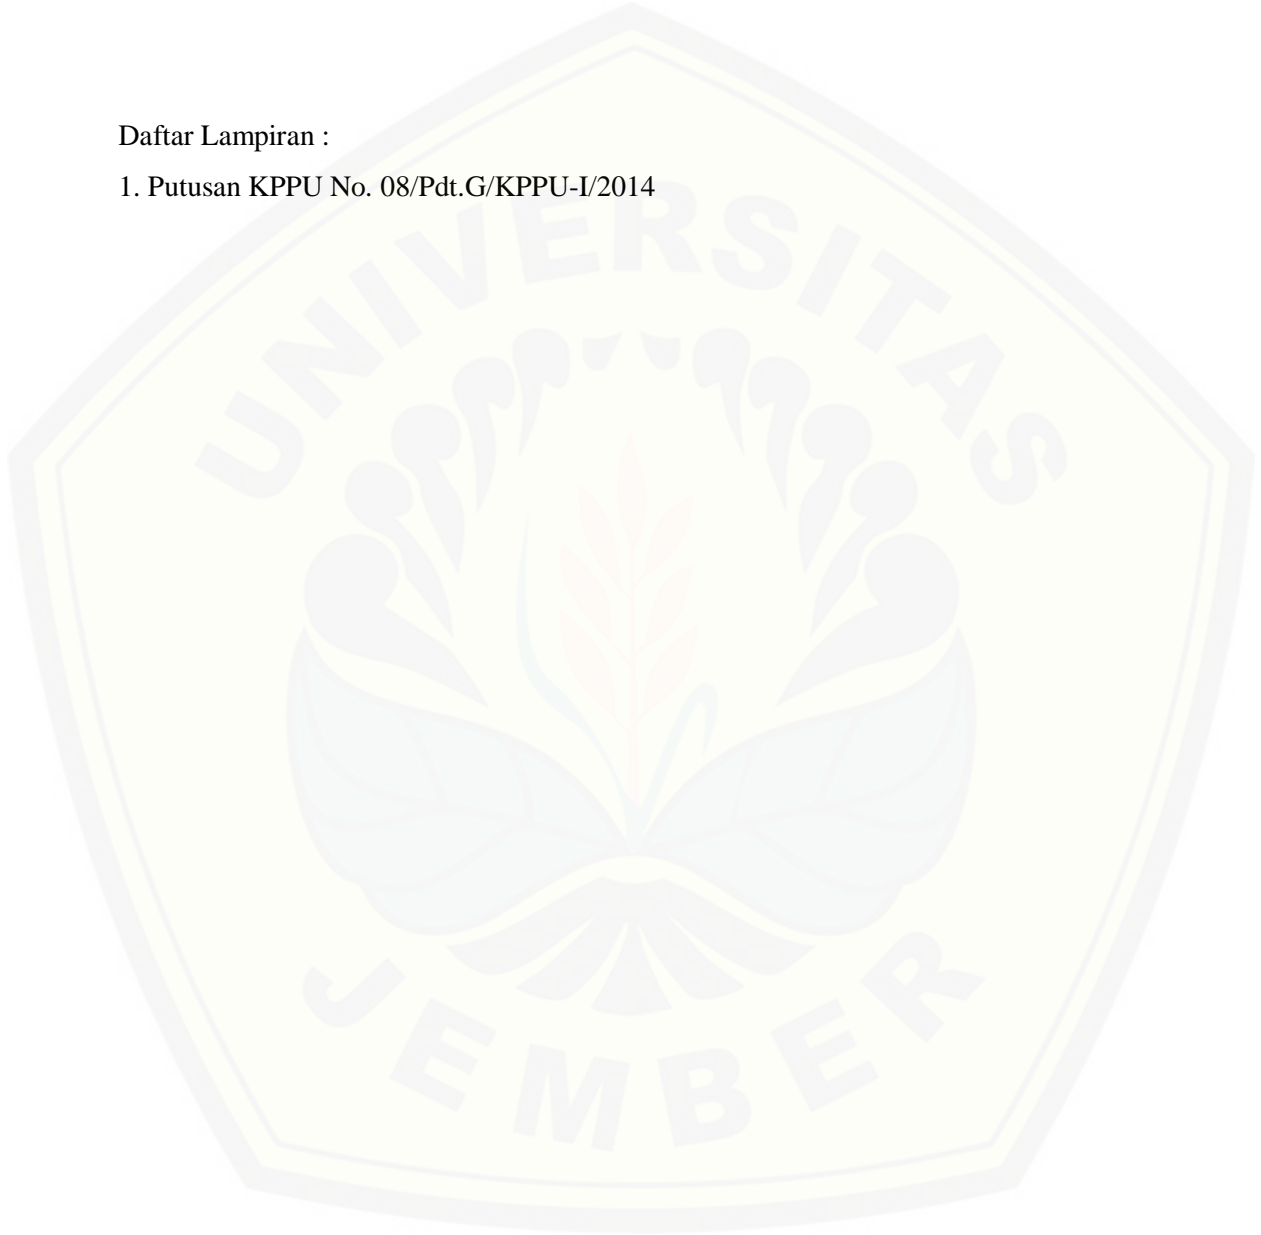 Daftar Lampiran :
1. Putusan KPPU No. 08/Pdt.G/KPPU-I/2014
UNIVERSITAS
JEMBER